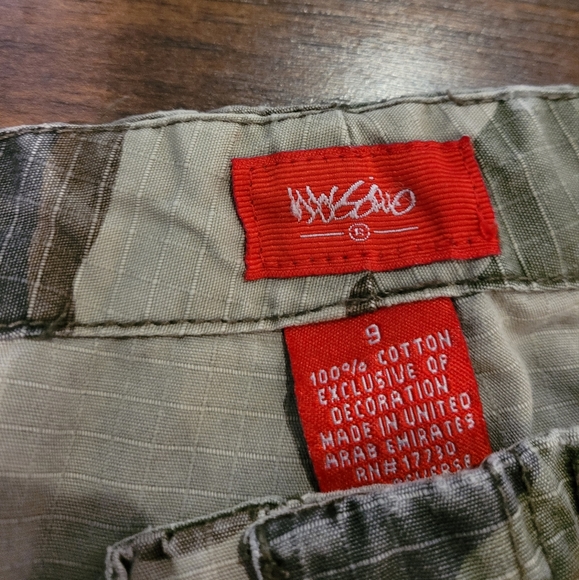 Mossimo
®
9
100% COTTON
EXCLUSIVE OF
DECORATION
MADE IN UNITED
ARAB EMIRATES
RN#17730